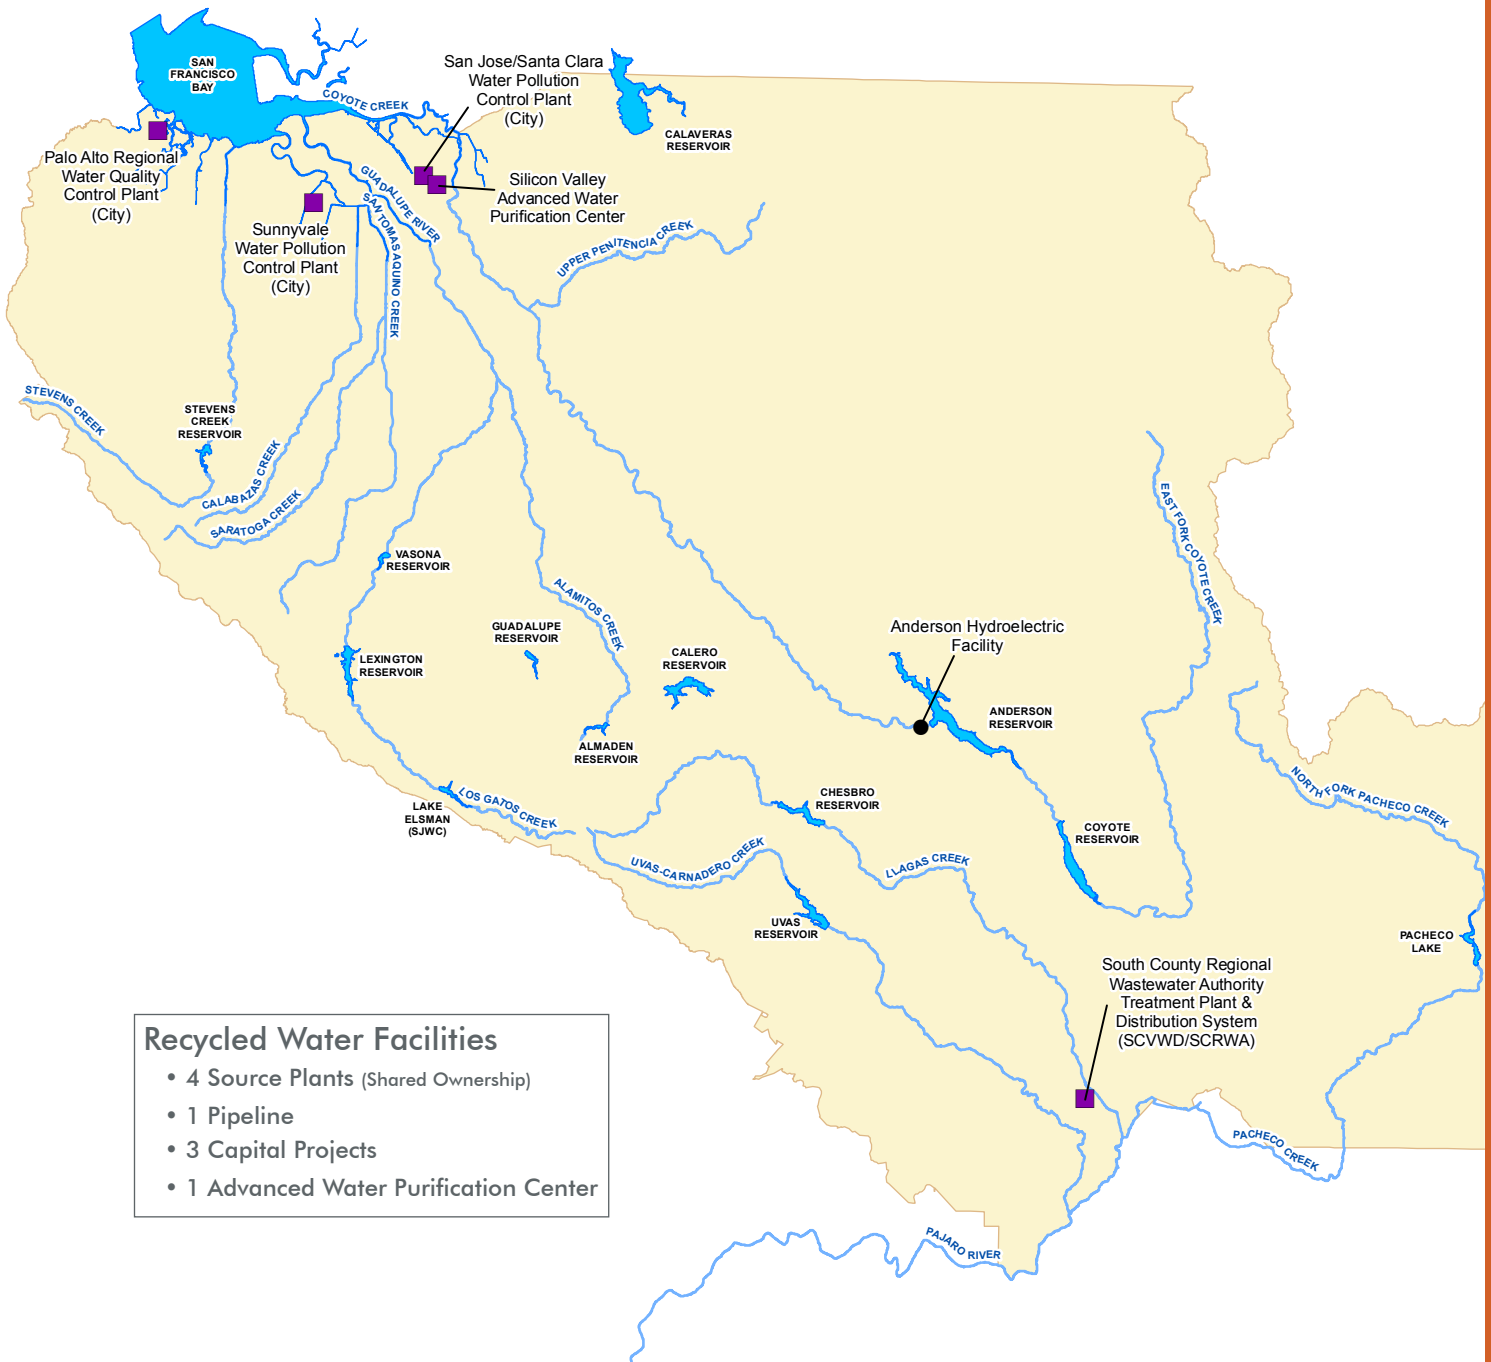 SAN
FRANCISCO
BAY
COYOTE CREEK
San Jose/Santa Clara
Water Pollution
Control Plant
(City)
CALAVERAS
RESERVOIR
Palo Alto Regional
Water Quality
Control Plant
(City)
GUADALUPE RIVER
Silicon Valley
Advanced Water
Purification Center
SAN TOMAS AQUINO CREEK
Sunnyvale
Water Pollution
Control Plant
(City)
UPPER PENITENCIA CREEK
STEVENS CREEK
STEVENS
CREEK
RESERVOIR
CALABAZAS CREEK
SARATOGA CREEK
EAST FORK COYOTE CREEK
VASONA
RESERVOIR
ALAMITOS CREEK
GUADALUPE
RESERVOIR
LEXINGTON
RESERVOIR
CALERO
RESERVOIR
Anderson Hydroelectric
Facility
ANDERSON
RESERVOIR
ALMADEN
RESERVOIR
NORTH FORK PACHECO CREEK
LAKE
ELSMAN
(SJWC)
LOS GATOS CREEK
CHESBRO
RESERVOIR
COYOTE
RESERVOIR
UVAS-CARNADERO CREEK
LLAGAS CREEK
UVAS
RESERVOIR
PACHECO
LAKE
South County Regional
Wastewater Authority
Treatment Plant &
Distribution System
(SCVWD/SCRWA)
Recycled Water Facilities
• 4 Source Plants (Shared Ownership)
• 1 Pipeline
• 3 Capital Projects
• 1 Advanced Water Purification Center
PACHECO CREEK
PAJARO RIVER